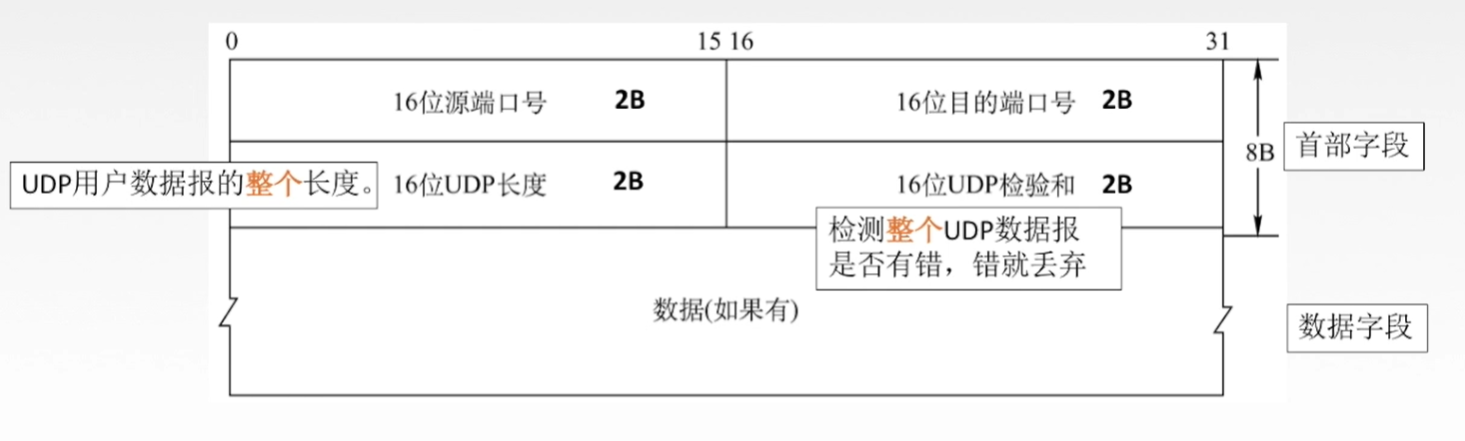 0 15 16 31
16位源端口号 2B 16位目的端口号 2B
8B 首部字段
UDP用户数据报的整个长度。 16位UDP长度 2B 16位UDP检验和 2B
检测整个UDP数据报
是否有错，错就丢弃
数据(如果有) 数据字段